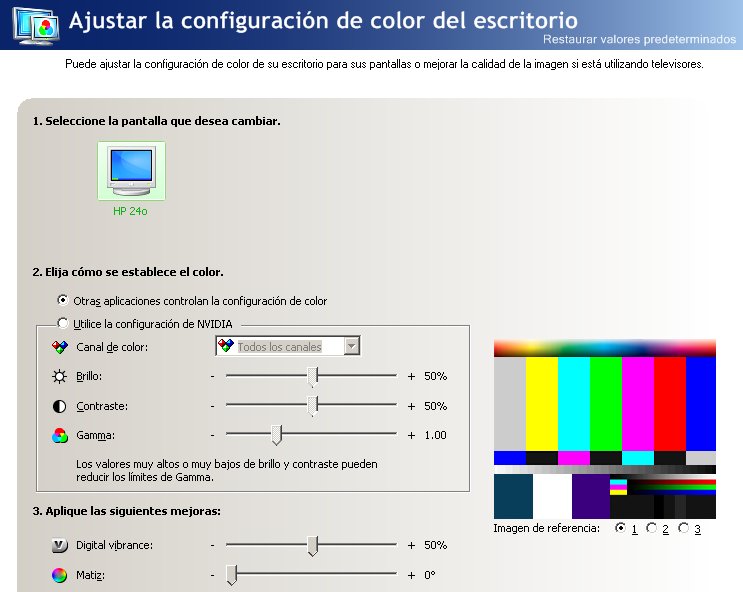 Ajustar la configuración de color del escritorio
Restaurar valores predeterminados
Puede ajustar la configuración de color de su escritorio para sus pantallas o mejorar la calidad de la imagen si está utilizando televisores.
1. Seleccione la pantalla que desea cambiar.
HP 24o
2. Elija cómo se establece el color.
Otras aplicaciones controlan la configuración de color
Utilice la configuración de NVIDIA
Canal de color: Todos los canales
Brillo: - + 50%
Contraste: - + 50%
Gamma: - + 1.00
Los valores muy altos o muy bajos de brillo y contraste pueden
reducir los límites de Gamma.
3. Aplique las siguientes mejoras:
Imagen de referencia: 1 2 3
Digital vibrance: - + 50%
Matiz: - + 0°